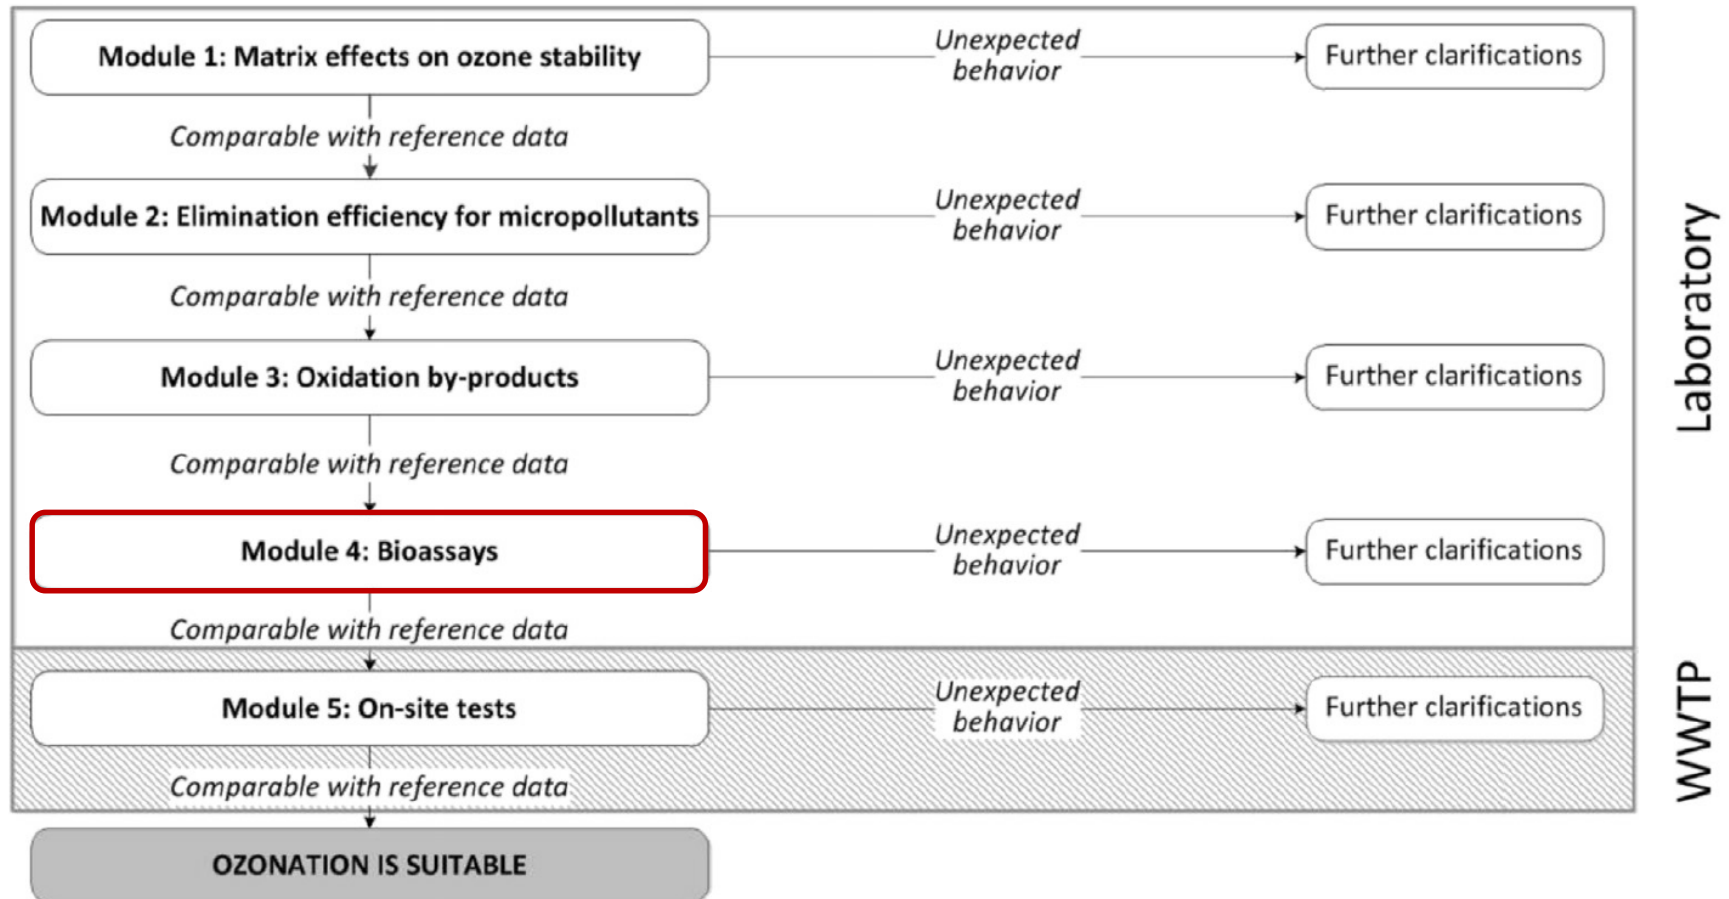 Module 1: Matrix effects on ozone stability
Unexpected
behavior
Further clarifications
Comparable with reference data
Module 2: Elimination efficiency for micropollutants
Unexpected
behavior
Further clarifications
Comparable with reference data
Module 3: Oxidation by-products
Unexpected
behavior
Further clarifications
Comparable with reference data
Module 4: Bioassays
Unexpected
behavior
Further clarifications
Comparable with reference data
Laboratory
Module 5: On-site tests
Unexpected
behavior
Further clarifications
Comparable with reference data
WWTP
OZONATION IS SUITABLE